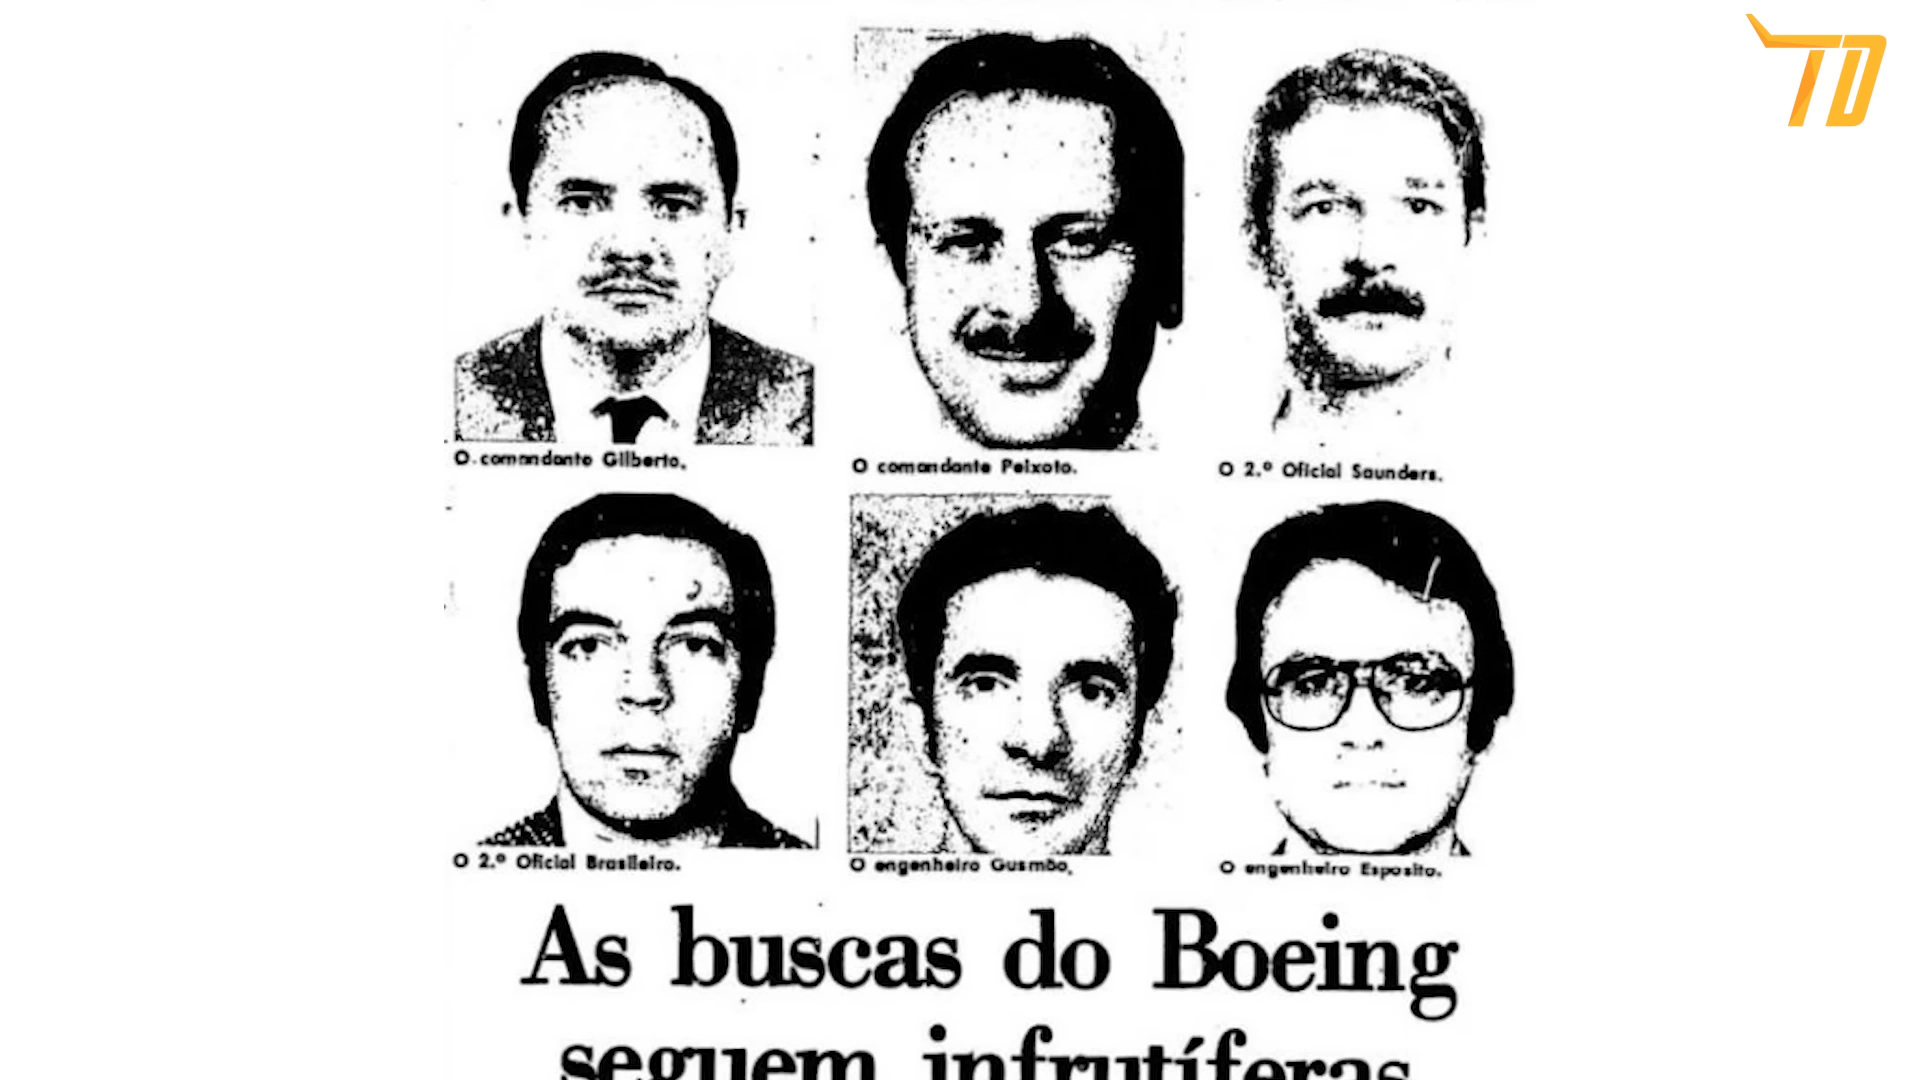 TD
O comandante Gilberto.
O comandante Peixoto.
O 2.º Oficial Saunders.
O 2.º Oficial Brasileiro.
O engenheiro Gusmão,
O engenheiro Esposito.
As buscas do Boeing
seguem infrutíferas